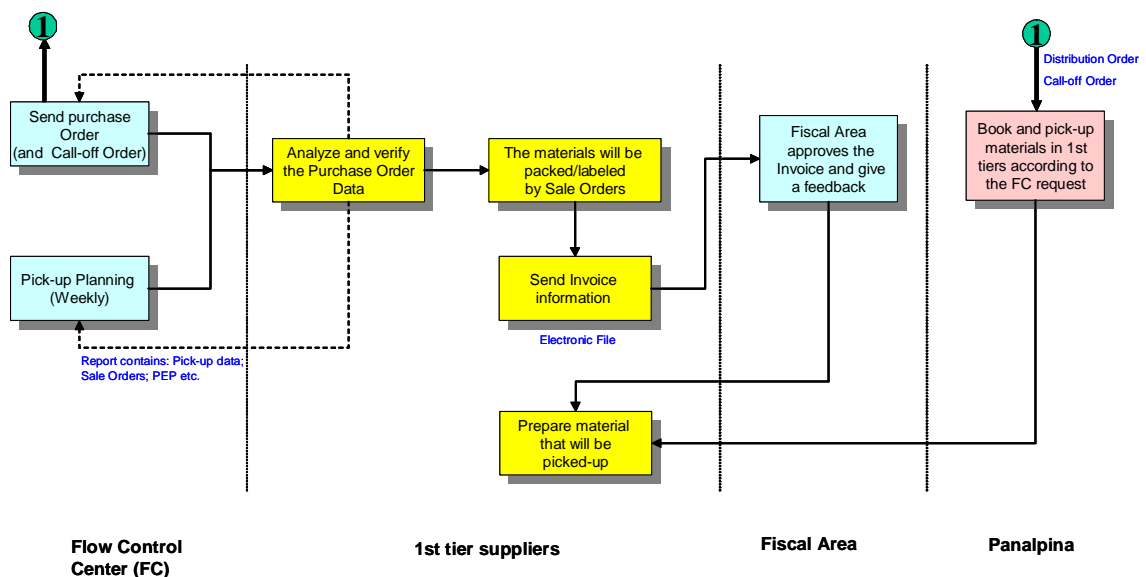 1
Send purchase
Order
(and Call-off Order)
Pick-up Planning
(Weekly)
Report contains: Pick-up data;
Sale Orders; PEP etc.
Analyze and verify
the Purchase Order
Data
The materials will be
packed/labeled
by Sale Orders
Send Invoice
information
Electronic File
Prepare material
that will be
picked-up
Fiscal Area
approves the
Invoice and give
a feedback
1
Distribution Order
Call-off Order
Book and pick-up
materials in 1st
tiers according to
the FC request
Flow Control
Center (FC)
1st tier suppliers
Fiscal Area
Panalpina